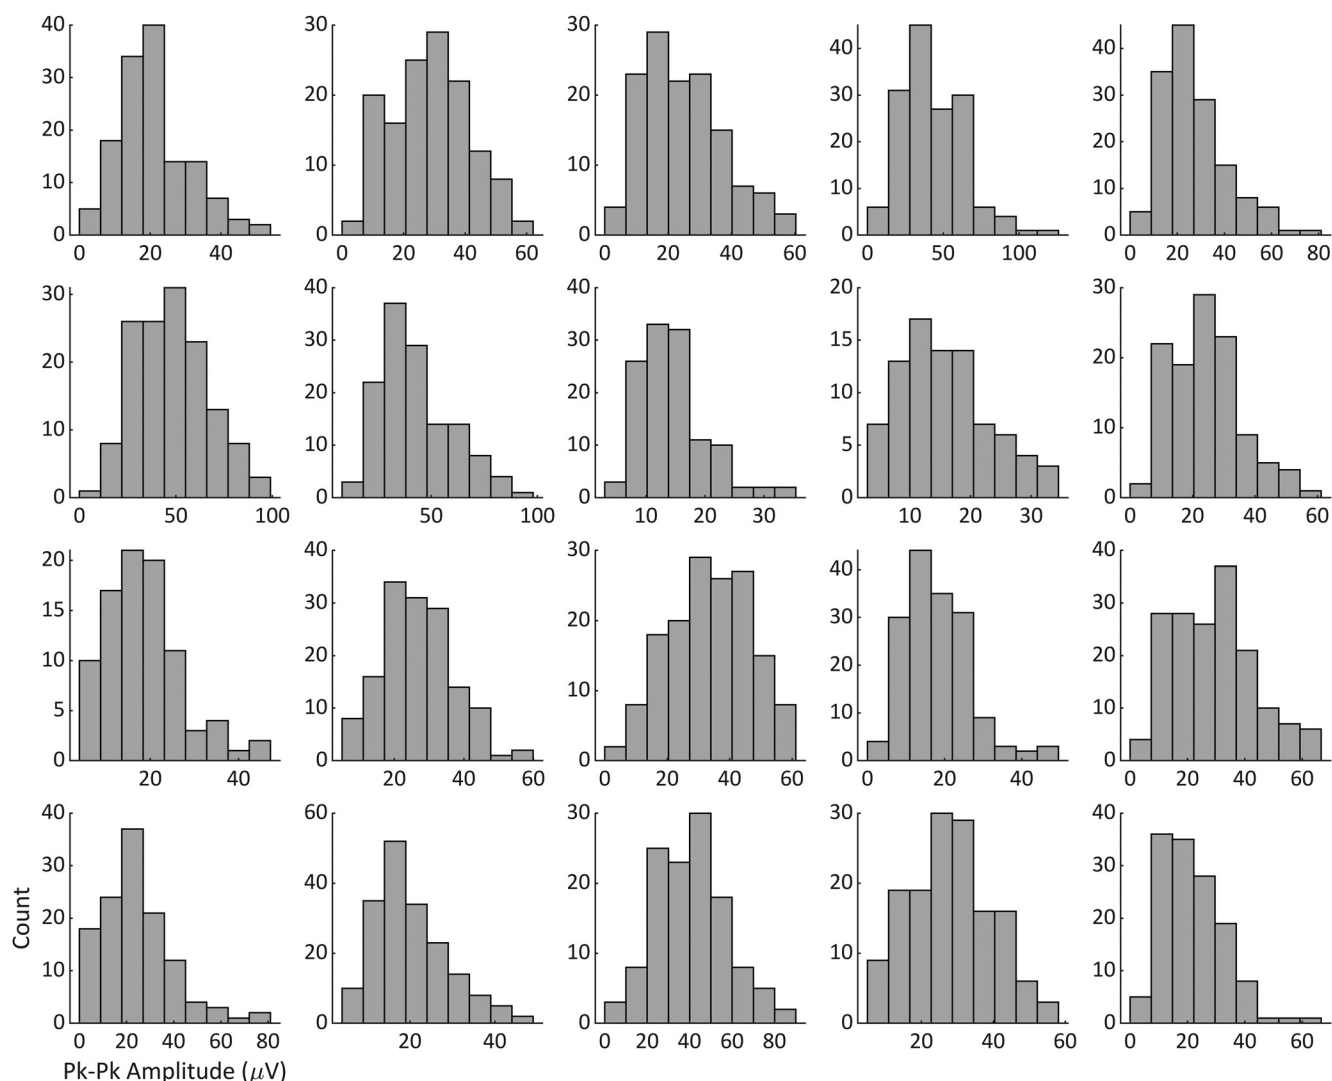 40 30 30 40 40
30 20 20 30 30
20 10 10 20 20
10 0 0 10 10
0 0 0
0 20 40 0 20 40 60 0 20 40 60 0 50 100 0 20 40 60 80
30 40 40 20 30
20 30 30 15 20
10 20 20 10 10
0 10 10 5 0
0 0 0
0 50 100 50 100 10 20 30 10 20 30 0 20 40 60
20 40 30 40 40
15 30 20 30 30
10 20 10 20 20
5 10 0 10 10
0 0 0 0
20 40 20 40 60 0 20 40 60 0 20 40 0 20 40 60
40 60 30 30 40
30 40 20 20 30
20 20 10 10 20
10 0 0 0 10
0 0
0 20 40 60 80 20 40 0 20 40 60 80 20 40 60 0 20 40 60
Count
Pk-Pk Amplitude (μV)